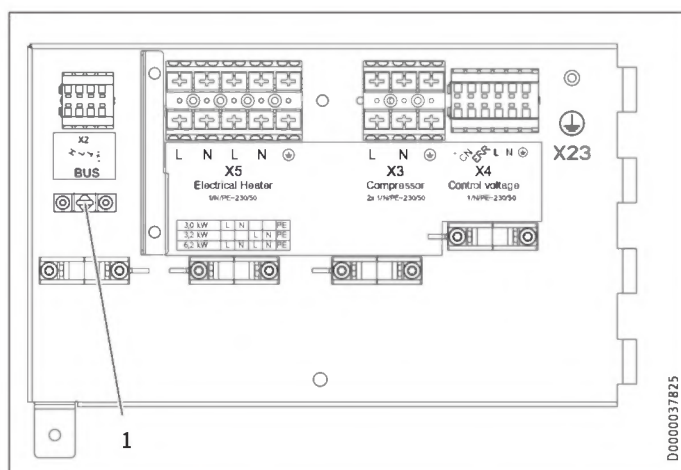 X2
BUS
L N L N
X5
Electrical Heater
1/N/PE~230/50
3,0 kW L N PE
3,2 kW L N PE
6,2 kW L N L N PE
L N
X3
Compressor
2x 1/N/PE~230/50
L N
X4
Control voltage
1/N/PE~230/50
X23
1
D0000037825